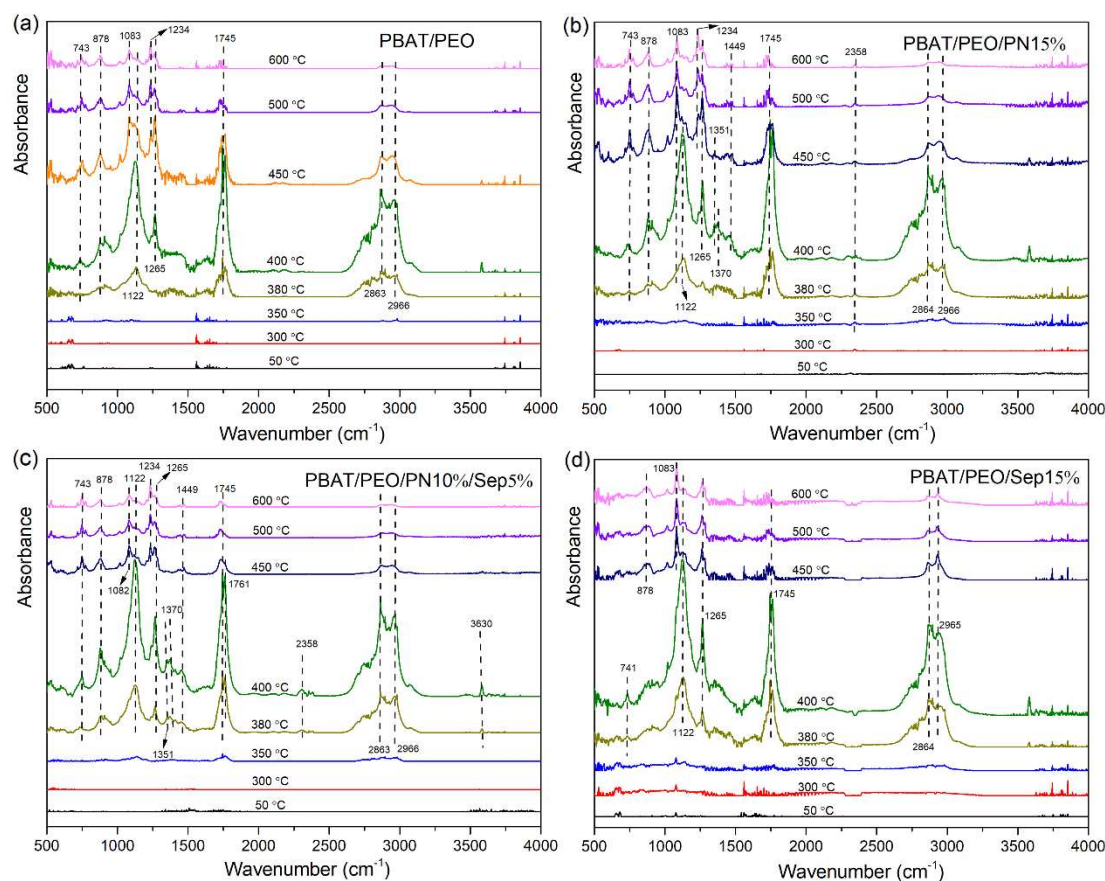 (a)
PBAT/PEO
743 878 1083 1234 1745
600 °C
500 °C
450 °C
400 °C
1265
1122
380 °C
2863
2966
350 °C
300 °C
50 °C
Absorbance
500 1000 1500 2000 2500 3000 3500 4000
Wavenumber (cm-1)
(b)
PBAT/PEO/PN15%
743 878 1083 1234 1449 1745 2358
600 °C
500 °C
450 °C
1351
400 °C
1265
1370
380 °C
1122
2864 2966
350 °C
300 °C
50 °C
Absorbance
500 1000 1500 2000 2500 3000 3500 4000
Wavenumber (cm-1)
(c)
PBAT/PEO/PN10%/Sep5%
743 878 1122 1234 1265 1449 1745
600 °C
500 °C
450 °C
1082
1761
1370
2358
3630
400 °C
380 °C
1351
2863 2966
350 °C
300 °C
50 °C
Absorbance
500 1000 1500 2000 2500 3000 3500 4000
Wavenumber (cm-1)
(d)
PBAT/PEO/Sep15%
1083
600 °C
500 °C
450 °C
878
1745
1265
2965
741
400 °C
380 °C
1122
2864
350 °C
300 °C
50 °C
Absorbance
500 1000 1500 2000 2500 3000 3500 4000
Wavenumber (cm-1)